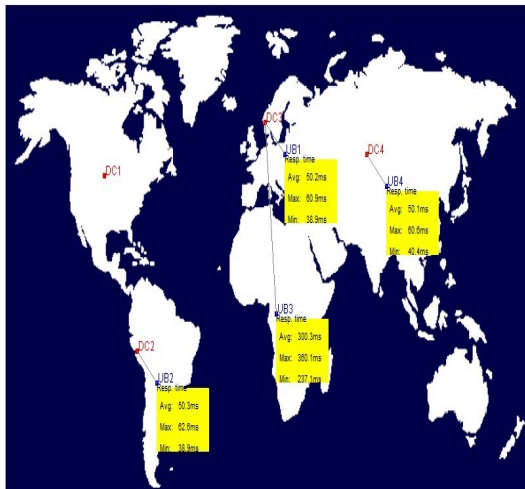 DC3
UB1
Resp. time
Avg: 50.2ms
Max: 60.9ms
Min: 38.9ms
DC4
UB4
Resp. time
Avg: 50.1ms
Max: 60.6ms
Min: 40.4ms
DC1
UB3
Resp. time
Avg: 300.3ms
Max: 360.1ms
Min: 237.1ms
DC2
UB2
Resp. time
Avg: 50.3ms
Max: 62.6ms
Min: 38.9ms